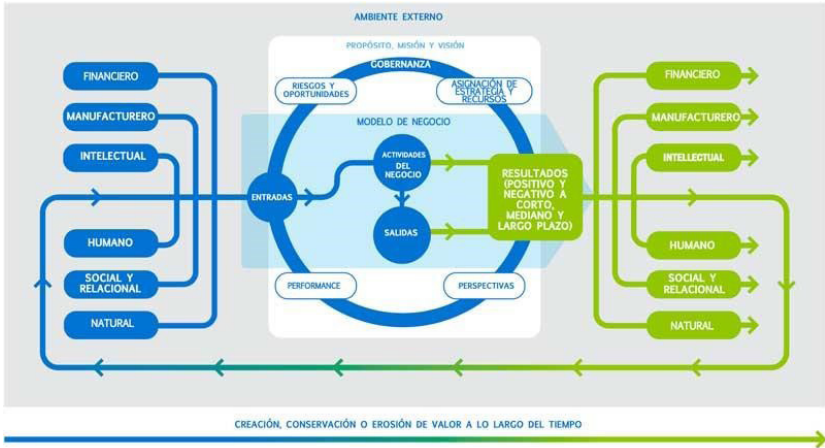 AMBIENTE EXTERNO
PROPÓSITO, MISIÓN Y VISIÓN
GOBERNANZA
RIESGOS Y
OPORTUNIDADES
ASIGNACIÓN DE
ESTRATEGIA Y
RECURSOS
MODELO DE NEGOCIO
FINANCIERO
MANUFACTURERO
INTELECTUAL
HUMANO
SOCIAL Y
RELACIONAL
NATURAL
ENTRADAS
ACTIVIDADES
DEL
NEGOCIO
SALIDAS
RESULTADOS
(POSITIVO Y
NEGATIVO A
CORTO,
MEDIANO Y
LARGO PLAZO)
PERFORMANCE
PERSPECTIVAS
FINANCIERO
MANUFACTURERO
INTELLECTUAL
HUMANO
SOCIAL Y
RELACIONAL
NATURAL
CREACIÓN, CONSERVACIÓN O EROSIÓN DE VALOR A LO LARGO DEL TIEMPO